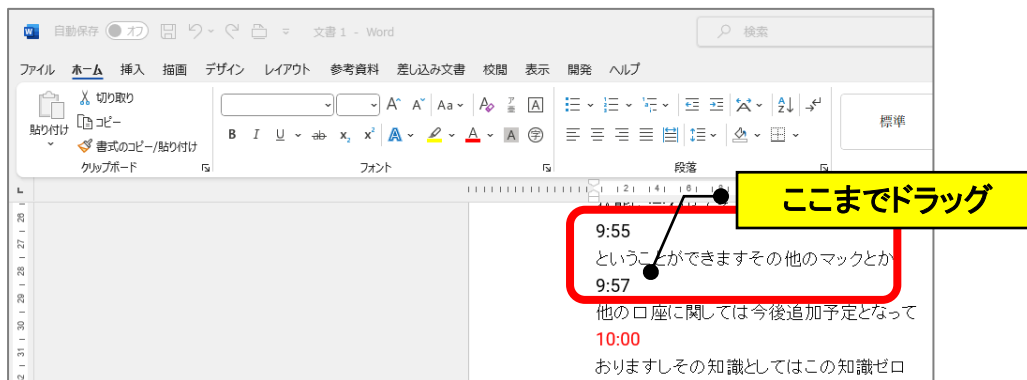 自動保存 オフ 文書 1 - Word 検索
ファイル ホーム 挿入 描画 デザイン レイアウト 参考資料 差し込み文書 校閲 表示 開発 ヘルプ
貼り付け
切り取り
コピー
書式のコピー/貼り付け
クリップボード
B I U ab x₂ x² A A A 字
A A Aa A ア亜 A
フォント
段落
標準
ここまでドラッグ
9:55
ということができますその他のマックとか
9:57
他の口座に関しては今後追加予定となって
10:00
おりますしその知識としてはこの知識ゼロ